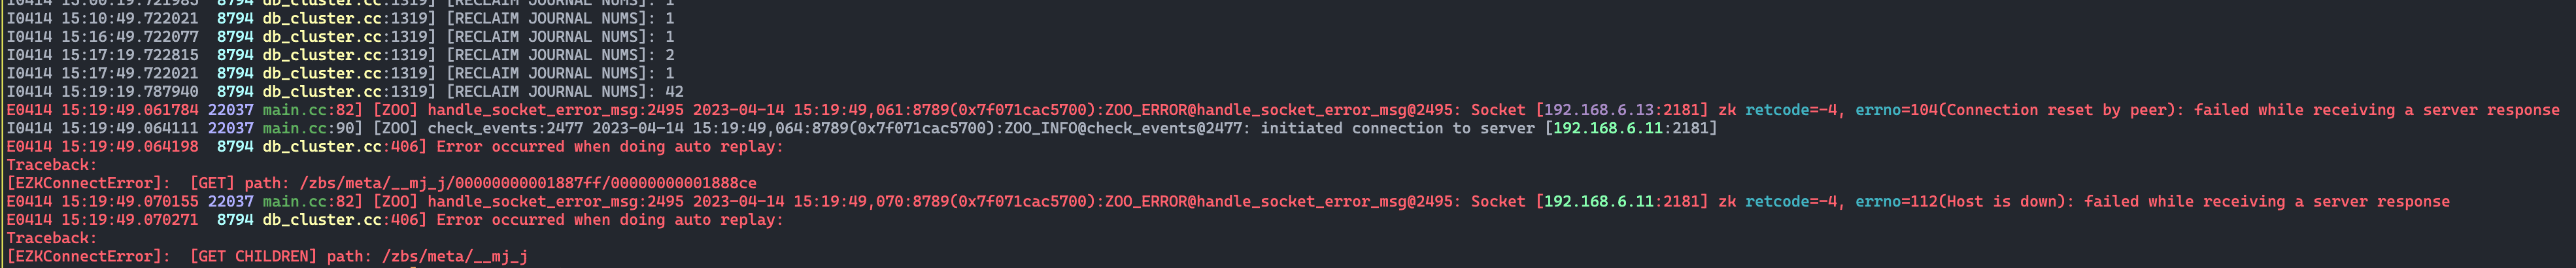 I0414 15:00:19.721985  8794 db_cluster.cc:1319] [RECLAIM JOURNAL NUMS]: 1
I0414 15:10:49.722021  8794 db_cluster.cc:1319] [RECLAIM JOURNAL NUMS]: 1
I0414 15:16:49.722077  8794 db_cluster.cc:1319] [RECLAIM JOURNAL NUMS]: 1
I0414 15:17:19.722815  8794 db_cluster.cc:1319] [RECLAIM JOURNAL NUMS]: 2
I0414 15:17:49.722021  8794 db_cluster.cc:1319] [RECLAIM JOURNAL NUMS]: 1
I0414 15:19:19.787940  8794 db_cluster.cc:1319] [RECLAIM JOURNAL NUMS]: 42
E0414 15:19:49.061784 22037 main.cc:82] [ZOO] handle_socket_error_msg:2495 2023-04-14 15:19:49,061:8789(0x7f071cac5700):ZOO_ERROR@handle_socket_error_msg@2495: Socket [192.168.6.13:2181] zk retcode=-4, errno=104(Connection reset by peer): failed while receiving a server response
I0414 15:19:49.064111 22037 main.cc:90] [ZOO] check_events:2477 2023-04-14 15:19:49,064:8789(0x7f071cac5700):ZOO_INFO@check_events@2477: initiated connection to server [192.168.6.11:2181]
E0414 15:19:49.064198  8794 db_cluster.cc:406] Error occurred when doing auto replay:
Traceback:
[EZKConnectError]:  [GET] path: /zbs/meta/__mj_j/00000000001887ff/00000000001888ce
E0414 15:19:49.070155 22037 main.cc:82] [ZOO] handle_socket_error_msg:2495 2023-04-14 15:19:49,070:8789(0x7f071cac5700):ZOO_ERROR@handle_socket_error_msg@2495: Socket [192.168.6.11:2181] zk retcode=-4, errno=112(Host is down): failed while receiving a server response
E0414 15:19:49.070271  8794 db_cluster.cc:406] Error occurred when doing auto replay:
Traceback:
[EZKConnectError]:  [GET CHILDREN] path: /zbs/meta/__mj_j